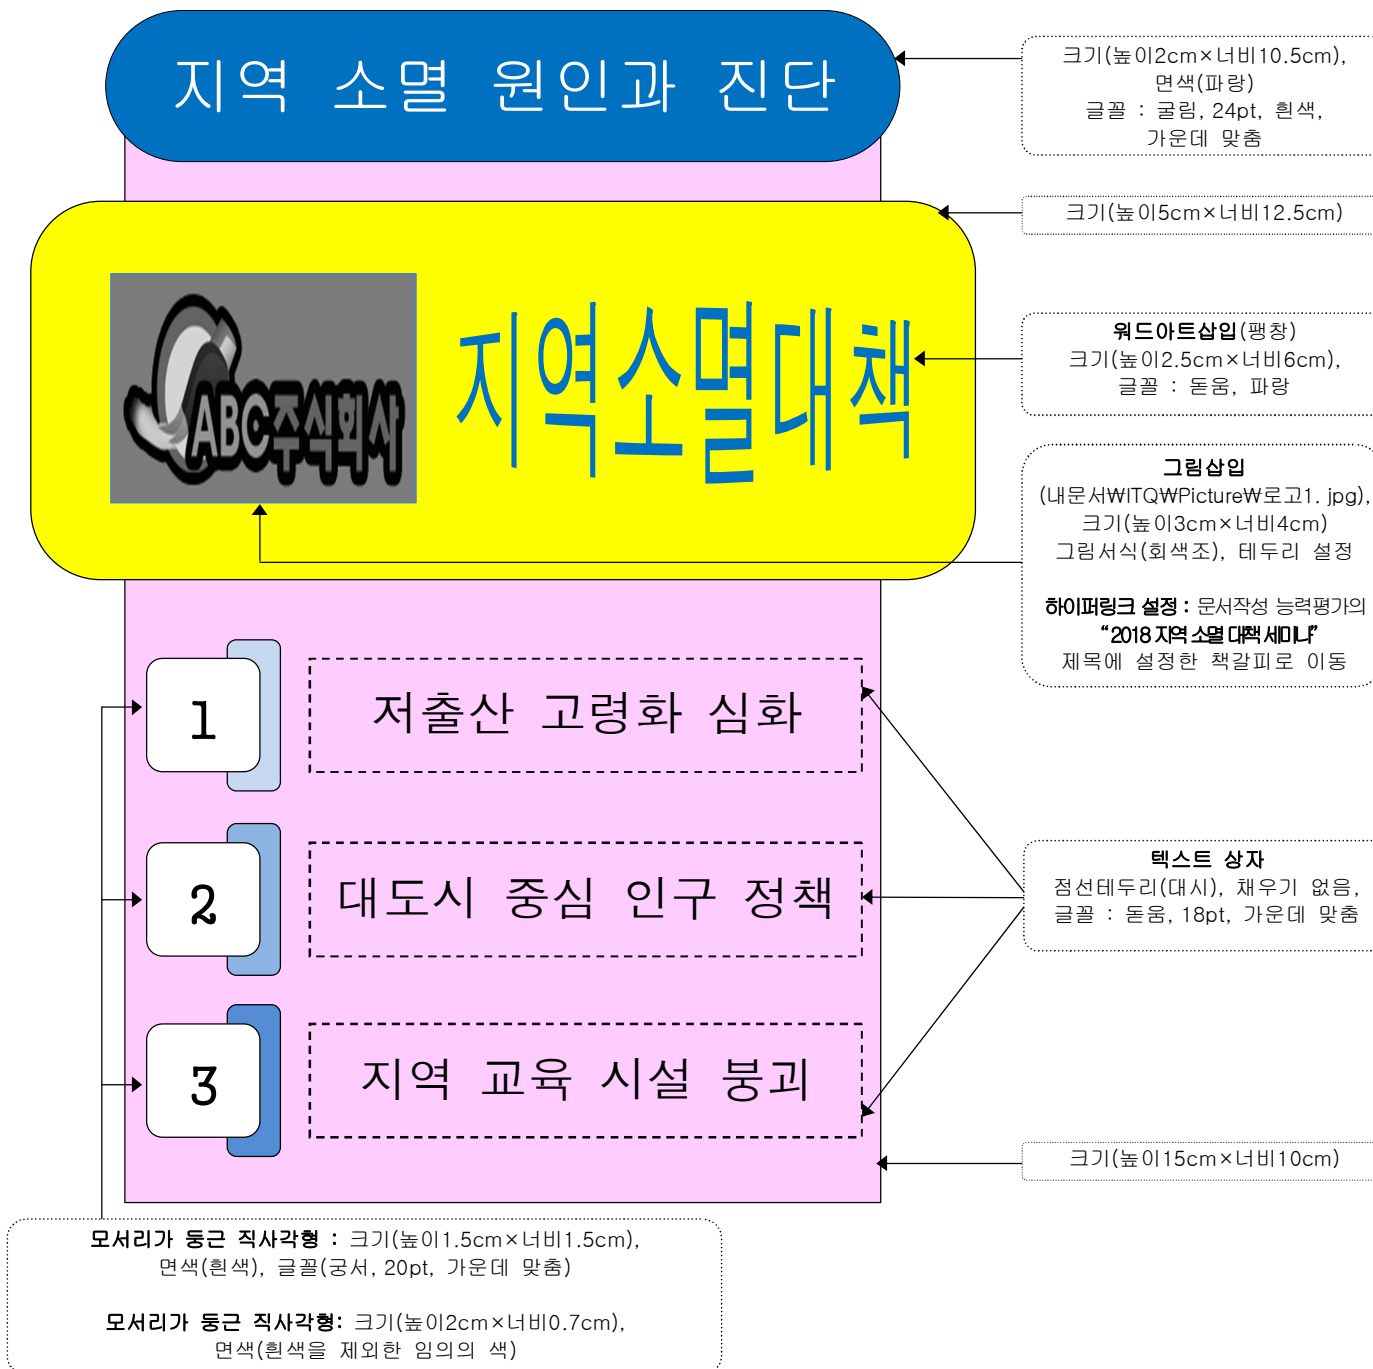 지역 소멸 원인과 진단
크기(높이2cm×너비10.5cm),
면색(파랑)
글꼴 : 굴림, 24pt, 흰색,
가운데 맞춤
크기(높이5cm×너비12.5cm)
ABC주식회사
지역소멸대책
워드아트삽입(팽창)
크기(높이2.5cm×너비6cm),
글꼴 : 돋움, 파랑
그림삽입
(내문서₩ITQ₩Picture₩로고1. jpg),
크기(높이3cm×너비4cm)
그림서식(회색조), 테두리 설정
하이퍼링크 설정 : 문서작성 능력평가의
“2018 지역 소멸 대책 세미나”
제목에 설정한 책갈피로 이동
1
저출산 고령화 심화
2
대도시 중심 인구 정책
3
지역 교육 시설 붕괴
텍스트 상자
점선테두리(대시), 채우기 없음,
글꼴 : 돋움, 18pt, 가운데 맞춤
크기(높이15cm×너비10cm)
모서리가 둥근 직사각형 : 크기(높이1.5cm×너비1.5cm),
면색(흰색), 글꼴(궁서, 20pt, 가운데 맞춤)
모서리가 둥근 직사각형: 크기(높이2cm×너비0.7cm),
면색(흰색을 제외한 임의의 색)